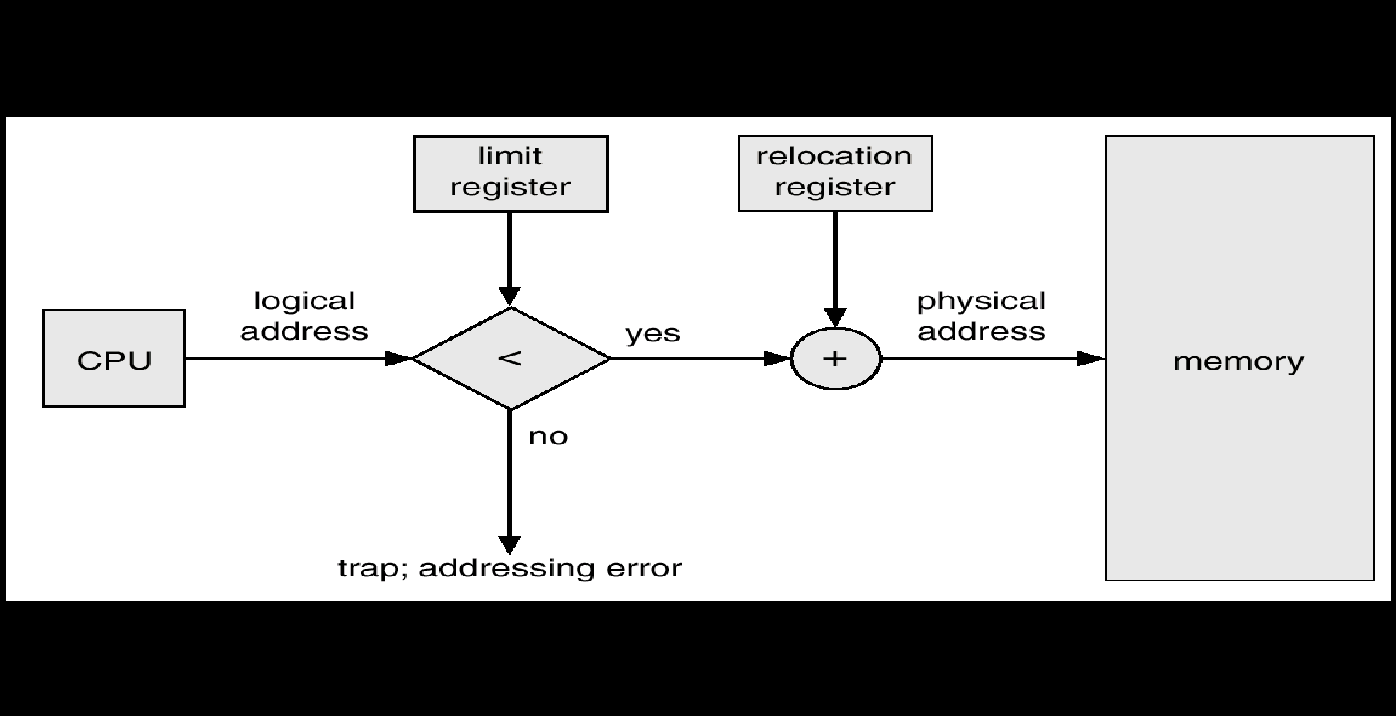 limit
register
relocation
register
logical
address
physical
address
CPU
<
yes
+
memory
no
trap; addressing error